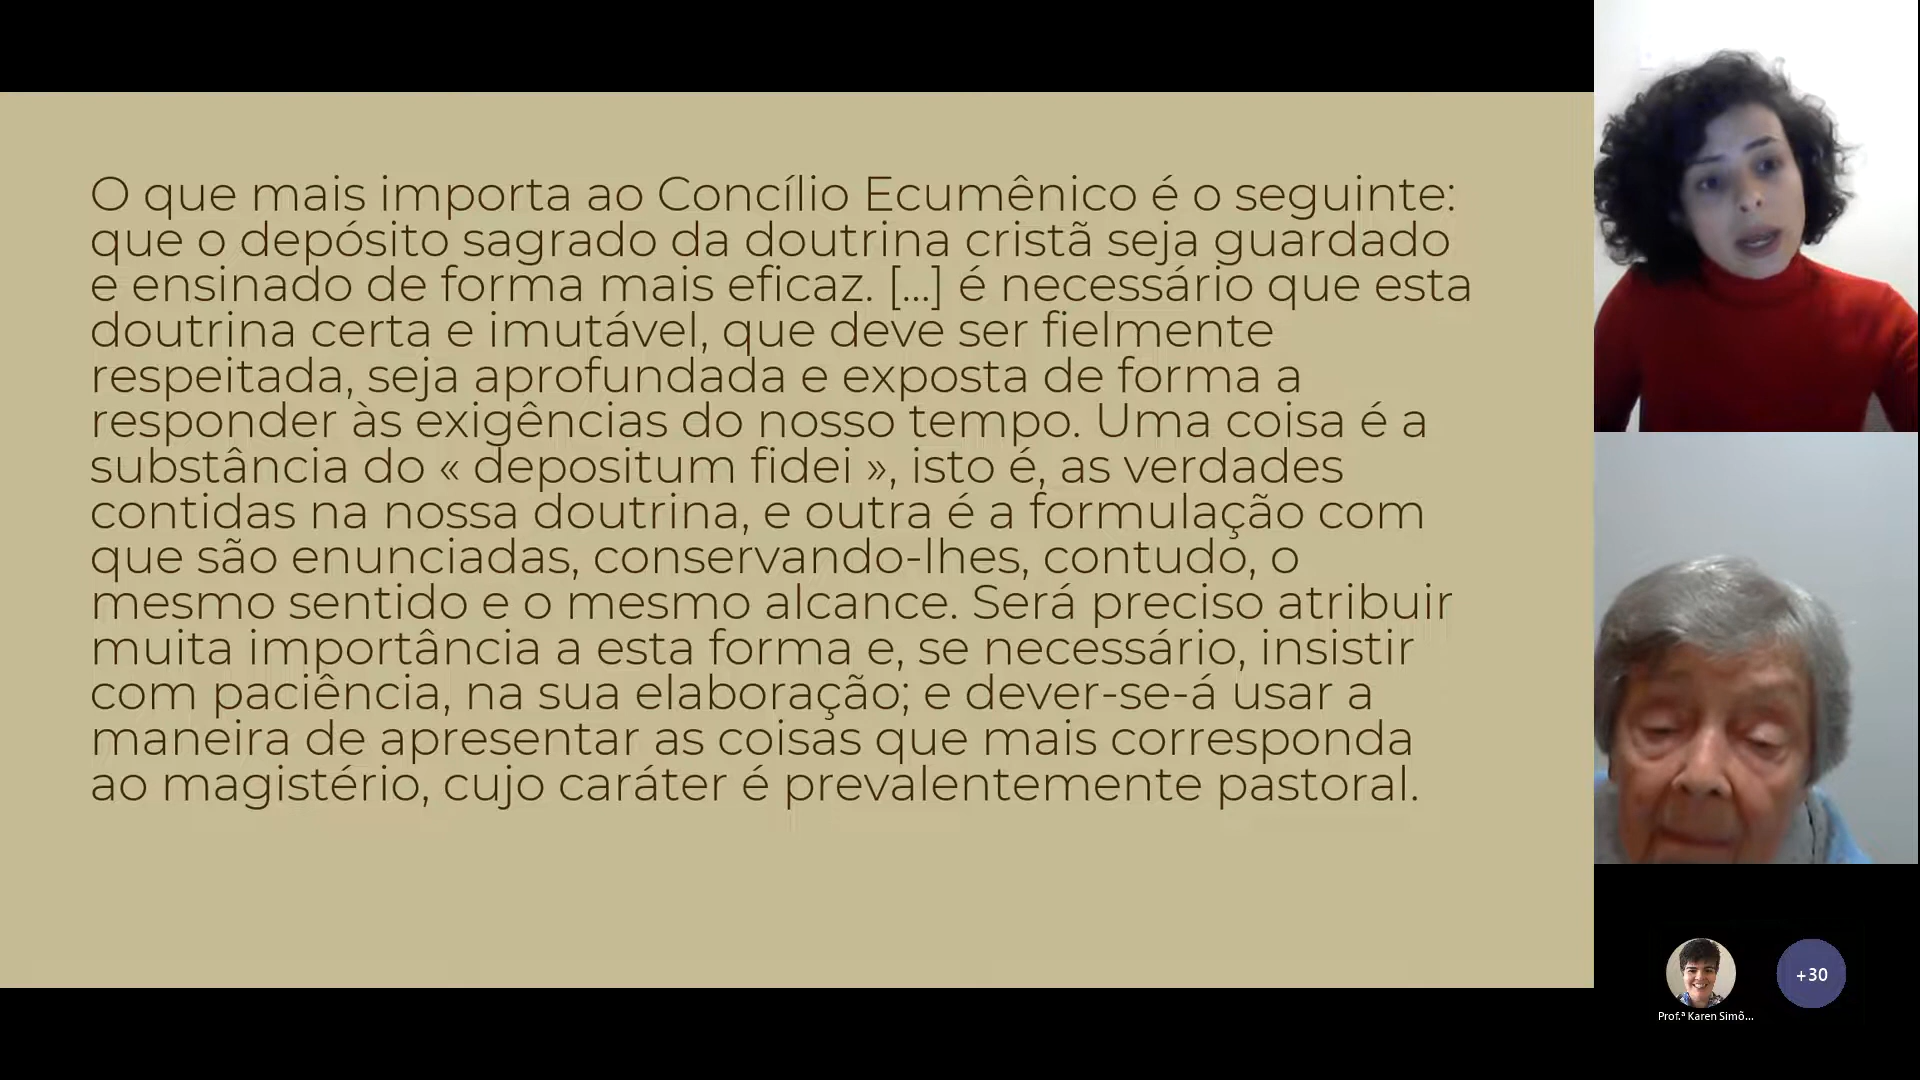 O que mais importa ao Concílio Ecumênico é o seguinte:
que o depósito sagrado da doutrina cristã seja guardado
e ensinado de forma mais eficaz. [...] é necessário que esta
doutrina certa e imutável, que deve ser fielmente
respeitada, seja aprofundada e exposta de forma a
responder às exigências do nosso tempo. Uma coisa é a
substância do « depositum fidei », isto é, as verdades
contidas na nossa doutrina, e outra é a formulação com
que são enunciadas, conservando-lhes, contudo, o
mesmo sentido e o mesmo alcance. Será preciso atribuir
muita importância a esta forma e, se necessário, insistir
com paciência, na sua elaboração; e dever-se-á usar a
maneira de apresentar as coisas que mais corresponda
ao magistério, cujo caráter é prevalentemente pastoral.
+30
Prof.ª Karen Simõ...